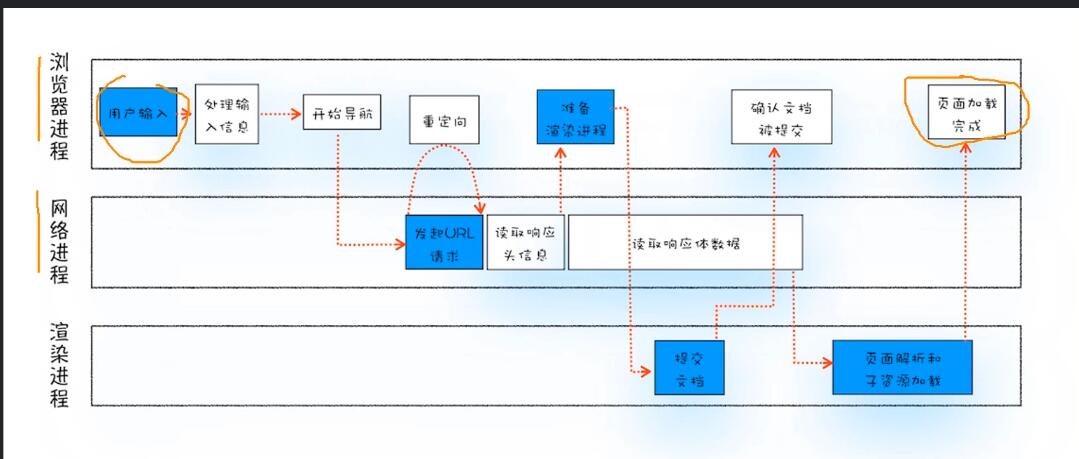 浏览器进程
用户输入
处理输
入信息
开始导航
重定向
准备
渲染进程
确认文档
被提交
页面加载
完成
网络进程
发起URL
请求
读取响应
头信息
读取响应体数据
渲染进程
提交
文档
页面解析和
子资源加载